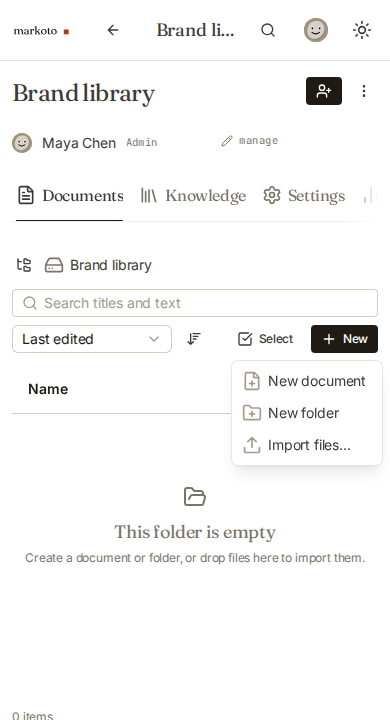 markoto
Brand li...
Brand library
Maya Chen Admin
manage
Documents
Knowledge
Settings
Brand library
Search titles and text
Last edited
Select
New
New document
New folder
Import files...
Name
This folder is empty
Create a document or folder, or drop files here to import them.
0 items